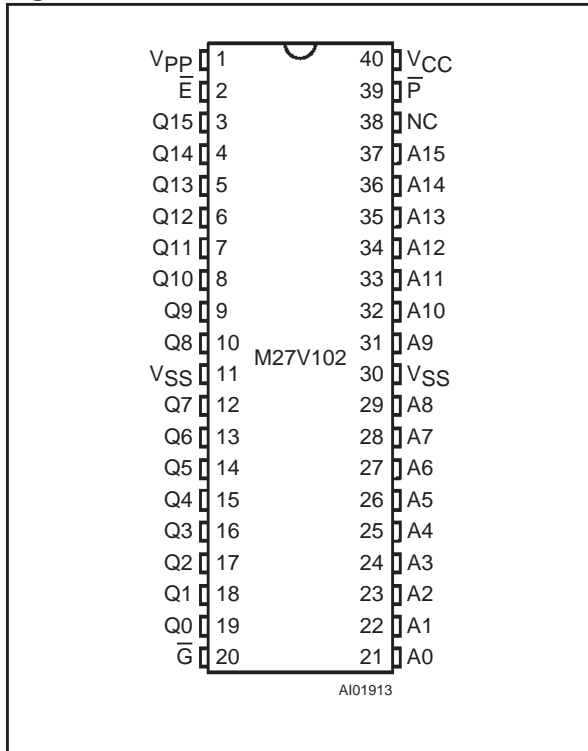 VPP 1 40 VCC
E̅ 2 39 P̅
Q15 3 38 NC
Q14 4 37 A15
Q13 5 36 A14
Q12 6 35 A13
Q11 7 34 A12
Q10 8 33 A11
Q9 9 32 A10
Q8 10 31 A9
M27V102
VSS 11 30 VSS
Q7 12 29 A8
Q6 13 28 A7
Q5 14 27 A6
Q4 15 26 A5
Q3 16 25 A4
Q2 17 24 A3
Q1 18 23 A2
Q0 19 22 A1
G̅ 20 21 A0
AI01913